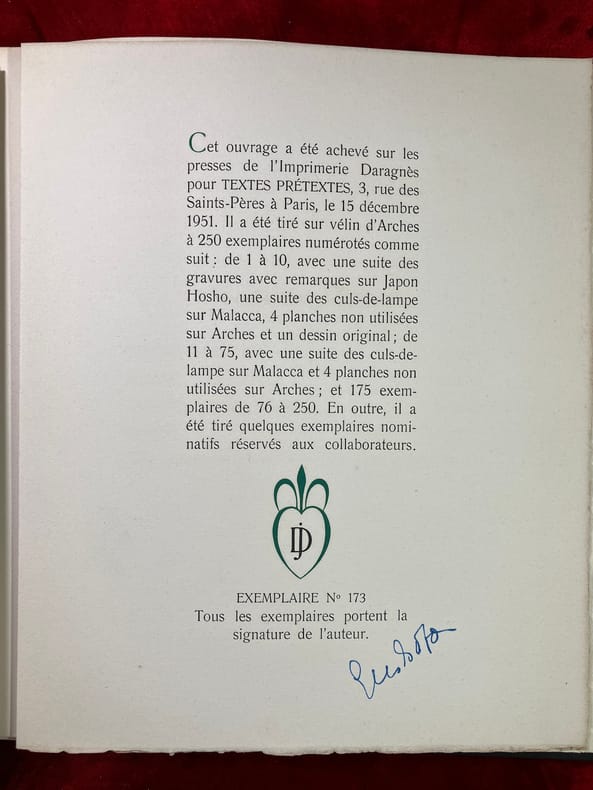 Cet ouvrage a été achevé sur les
presses de l'Imprimerie Daragnès
pour TEXTES PRÉTEXTES, 3, rue des
Saints-Pères à Paris, le 15 décembre
1951. Il a été tiré sur vélin d'Arches
à 250 exemplaires numérotés comme
suit : de 1 à 10, avec une suite des
gravures avec remarques sur Japon
Hosho, une suite des culs-de-lampe
sur Malacca, 4 planches non utilisées
sur Arches et un dessin original ; de
11 à 75, avec une suite des culs-de-
lampe sur Malacca et 4 planches non
utilisées sur Arches ; et 175 exem-
plaires de 76 à 250. En outre, il a
été tiré quelques exemplaires nomi-
natifs réservés aux collaborateurs.
JD
EXEMPLAIRE Nº 173
Tous les exemplaires portent la
signature de l'auteur.